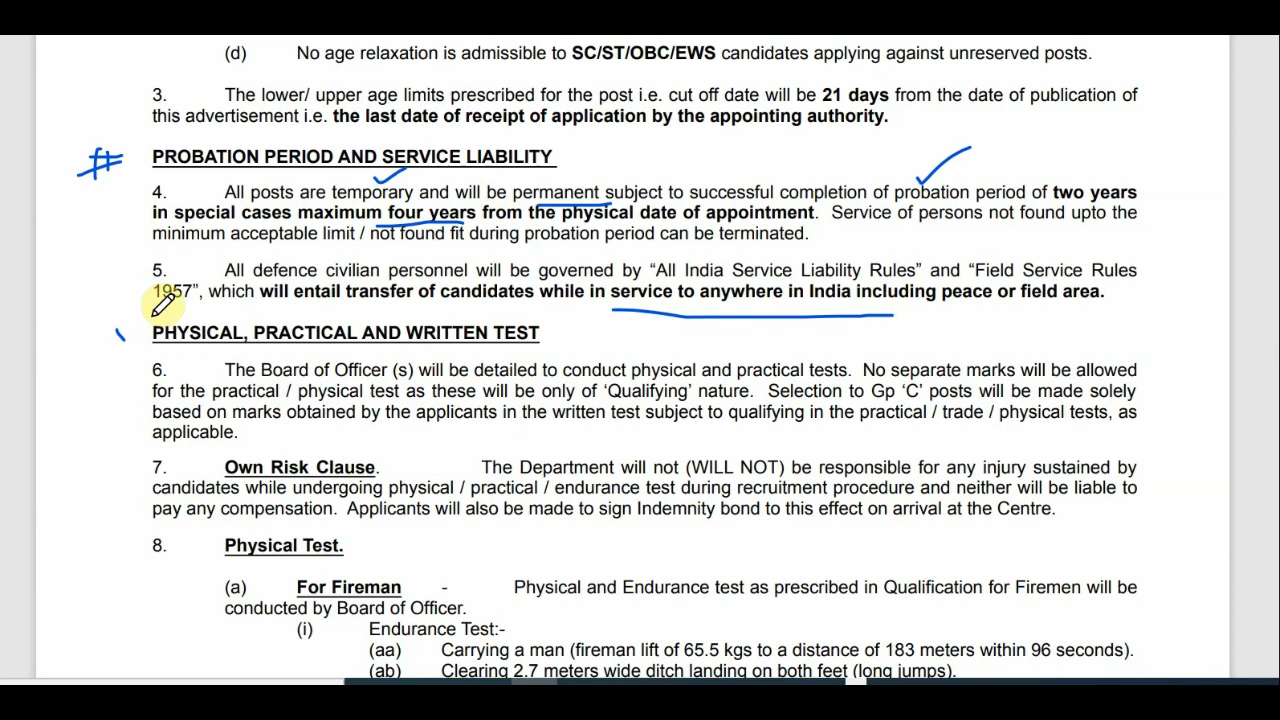 (d) No age relaxation is admissible to SC/ST/OBC/EWS candidates applying against unreserved posts.
3. The lower/ upper age limits prescribed for the post i.e. cut off date will be 21 days from the date of publication of
this advertisement i.e. the last date of receipt of application by the appointing authority.
# PROBATION PERIOD AND SERVICE LIABILITY
4. All posts are temporary and will be permanent subject to successful completion of probation period of two years
in special cases maximum four years from the physical date of appointment. Service of persons not found upto the
minimum acceptable limit / not found fit during probation period can be terminated.
5. All defence civilian personnel will be governed by “All India Service Liability Rules” and “Field Service Rules
1957”, which will entail transfer of candidates while in service to anywhere in India including peace or field area.
PHYSICAL, PRACTICAL AND WRITTEN TEST
6. The Board of Officer (s) will be detailed to conduct physical and practical tests. No separate marks will be allowed
for the practical / physical test as these will be only of ‘Qualifying’ nature. Selection to Gp ‘C’ posts will be made solely
based on marks obtained by the applicants in the written test subject to qualifying in the practical / trade / physical tests, as
applicable.
7. Own Risk Clause. The Department will not (WILL NOT) be responsible for any injury sustained by
candidates while undergoing physical / practical / endurance test during recruitment procedure and neither will be liable to
pay any compensation. Applicants will also be made to sign Indemnity bond to this effect on arrival at the Centre.
8. Physical Test.
(a) For Fireman - Physical and Endurance test as prescribed in Qualification for Firemen will be
conducted by Board of Officer.
(i) Endurance Test:-
(aa) Carrying a man (fireman lift of 65.5 kgs to a distance of 183 meters within 96 seconds).
(ab) Clearing 2.7 meters wide ditch landing on both feet (long jumps).